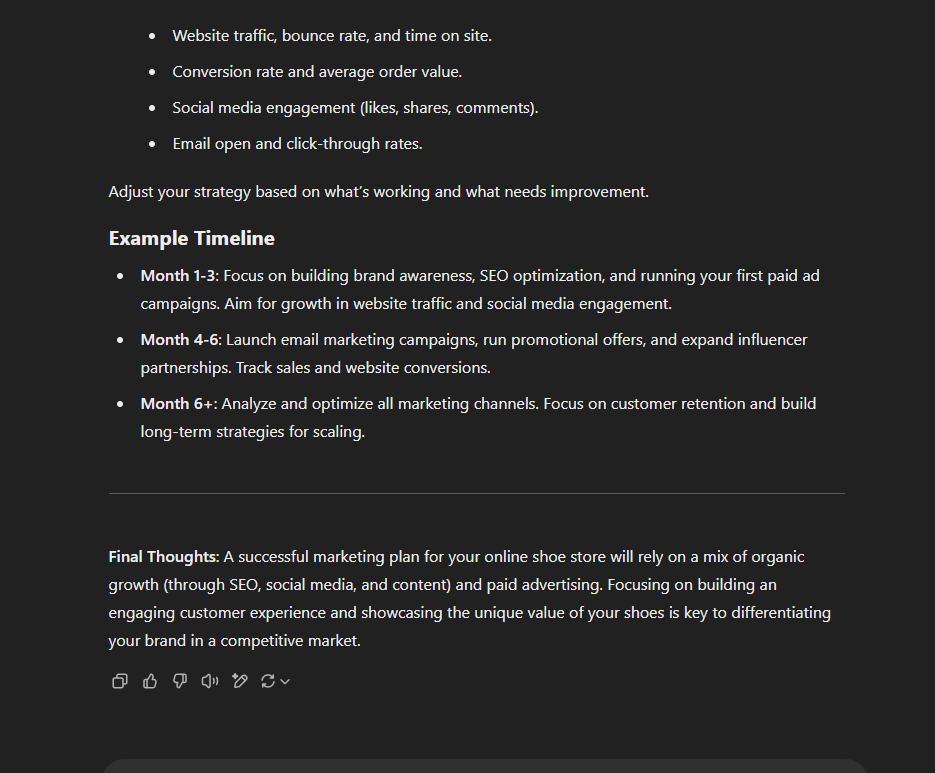 Website traffic, bounce rate, and time on site.
Conversion rate and average order value.
Social media engagement (likes, shares, comments).
Email open and click-through rates.
Adjust your strategy based on what's working and what needs improvement.
Example Timeline
Month 1-3: Focus on building brand awareness, SEO optimization, and running your first paid ad
campaigns. Aim for growth in website traffic and social media engagement.
Month 4-6: Launch email marketing campaigns, run promotional offers, and expand influencer
partnerships. Track sales and website conversions.
Month 6+: Analyze and optimize all marketing channels. Focus on customer retention and build
long-term strategies for scaling.
Final Thoughts: A successful marketing plan for your online shoe store will rely on a mix of organic
growth (through SEO, social media, and content) and paid advertising. Focusing on building an
engaging customer experience and showcasing the unique value of your shoes is key to differentiating
your brand in a competitive market.